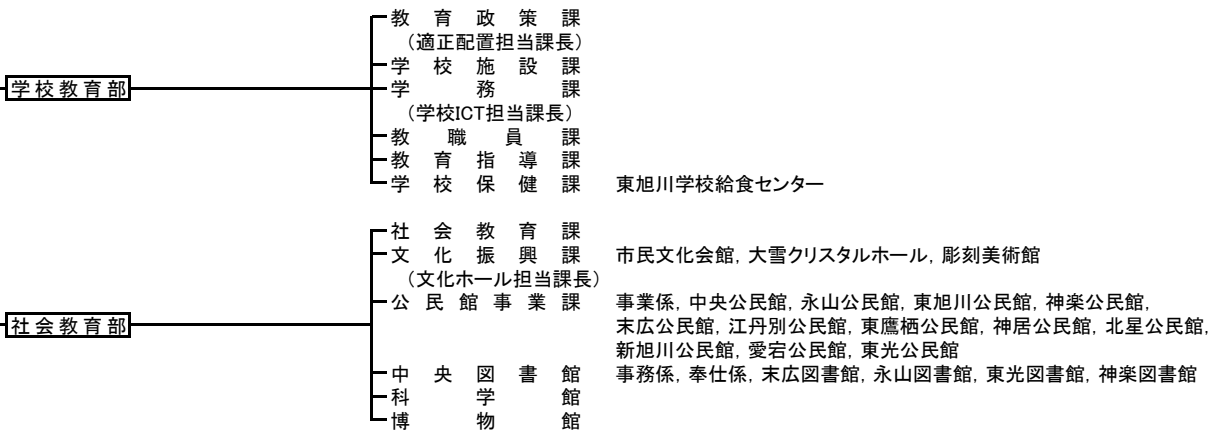 教育政策課
（適正配置担当課長）
学校施設課
学校教育部
学務課
（学校ICT担当課長）
教職員課
教育指導課
学校保健課 東旭川学校給食センター
社会教育課
文化振興課 市民文化会館，大雪クリスタルホール，彫刻美術館
（文化ホール担当課長）
公民館事業課 事業係，中央公民館，永山公民館，東旭川公民館，神楽公民館，
社会教育部 末広公民館，江丹別公民館，東鷹栖公民館，神居公民館，北星公民館，
新旭川公民館，愛宕公民館，東光公民館
中央図書館 事務係，奉仕係，末広図書館，永山図書館，東光図書館，神楽図書館
科学館
博物館